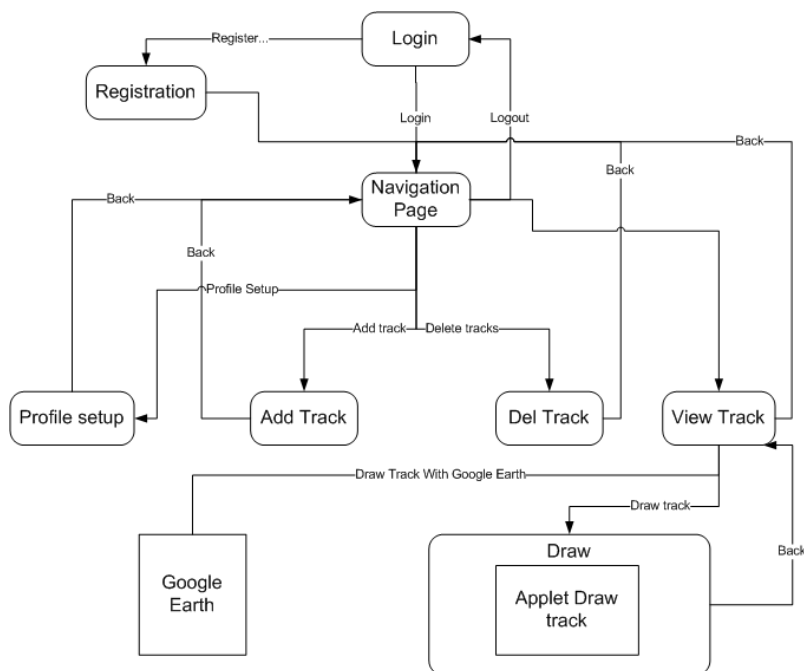 Login
Register...
Registration
Login
Logout
Back
Back
Navigation
Page
Back
Back
Profile Setup
Add track
Delete tracks
Profile setup
Add Track
Del Track
View Track
Draw Track With Google Earth
Draw track
Draw
Back
Google
Earth
Applet Draw
track